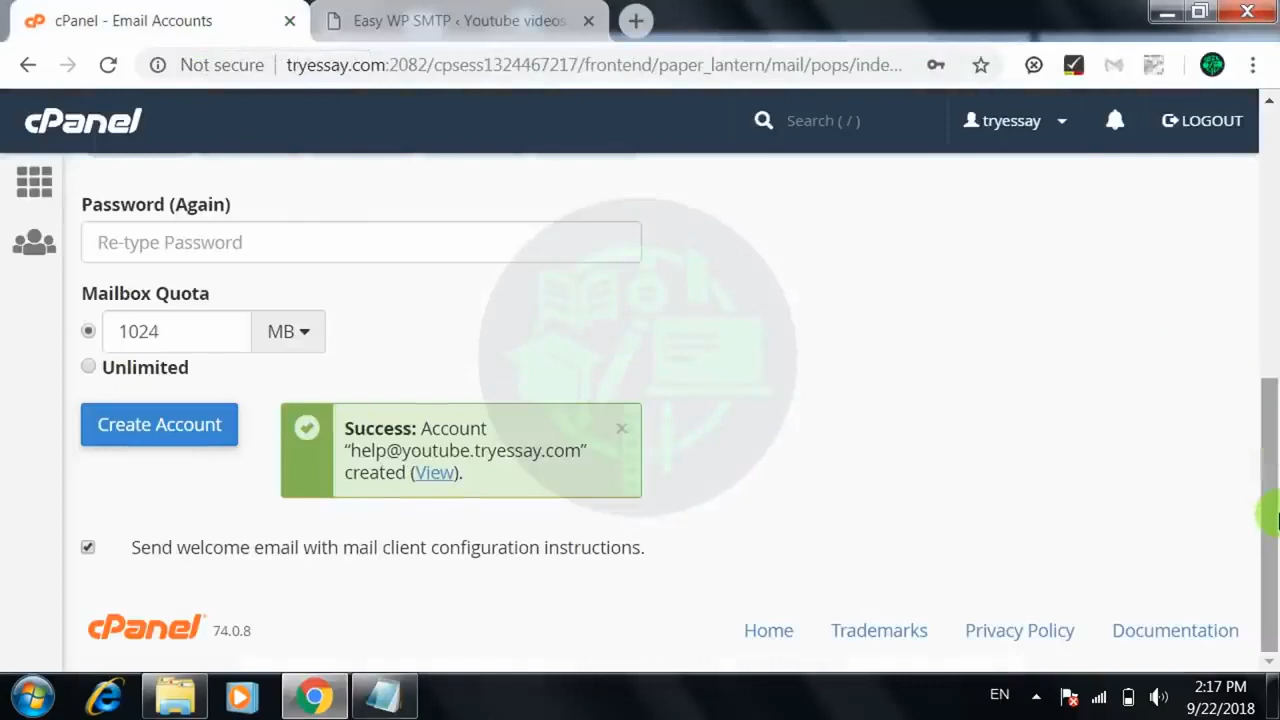 cPanel - Email Accounts
Easy WP SMTP ‹ Youtube videos
Not secure
tryessay.com:2082/cpsess1324467217/frontend/paper_lantern/mail/pops/inde...
cPanel
Search ( / )
tryessay
LOGOUT
Password (Again)
Re-type Password
Mailbox Quota
1024
MB
Unlimited
Create Account
Success: Account
“help@youtube.tryessay.com”
created (View).
Send welcome email with mail client configuration instructions.
cPanel 74.0.8
Home
Trademarks
Privacy Policy
Documentation
EN
2:17 PM
9/22/2018